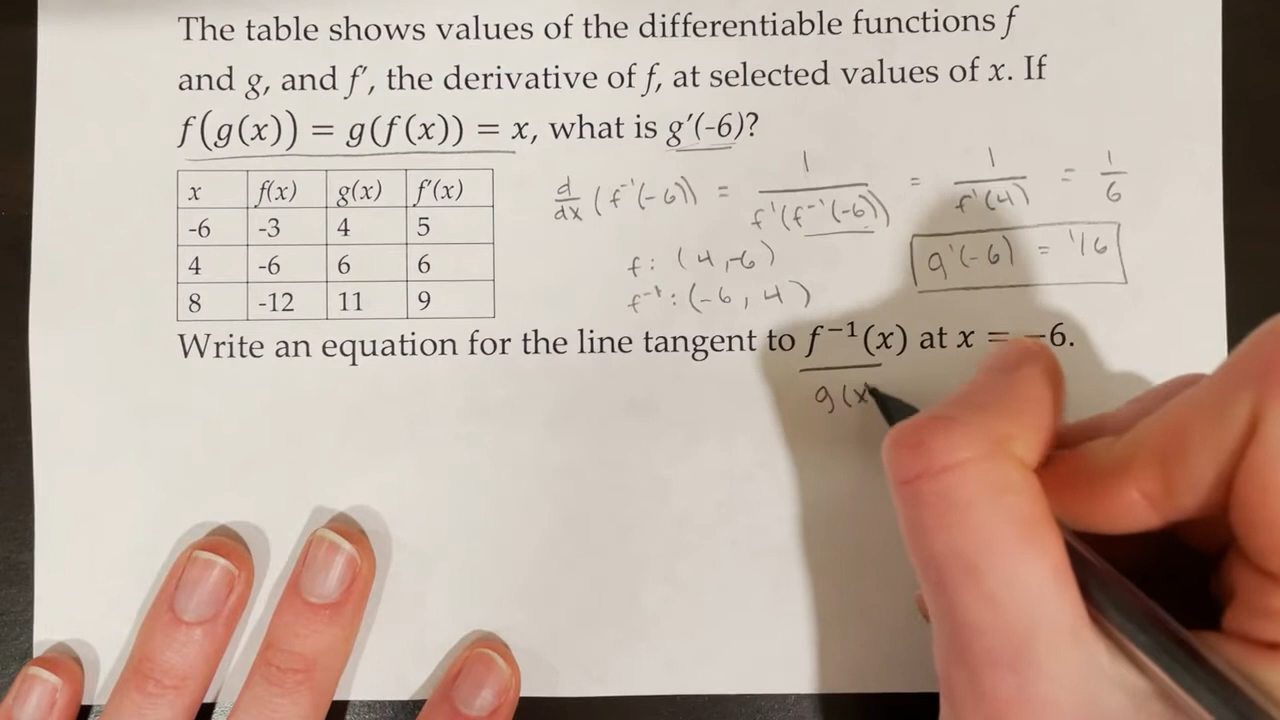 The table shows values of the differentiable functions f
and g, and f′, the derivative of f, at selected values of x. If
f(g(x)) = g(f(x)) = x, what is g′(-6)?
x f(x) g(x) f′(x)
-6 -3 4 5
4 -6 6 6
8 -12 11 9
d/dx (f⁻¹(-6)) = 1/f'(f⁻¹(-6)) = 1/f'(4) = 1/6
f: (4,-6)
f⁻¹: (-6, 4)
g'(-6) = 1/6
Write an equation for the line tangent to f⁻¹(x) at x = −6.
g(x